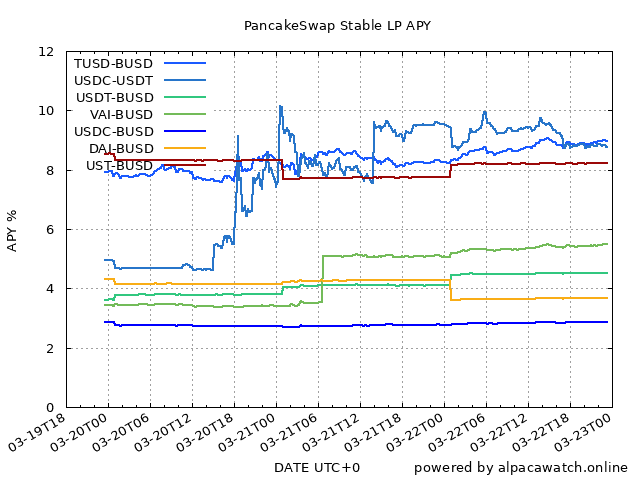 PancakeSwap Stable LP APY
12
10
8
6
4
2
0
APY %
TUSD-BUSD
USDC-USDT
USDT-BUSD
VAI-BUSD
USDC-BUSD
DAI-BUSD
UST-BUSD
03-19T18
03-20T00
03-20T06
03-20T12
03-20T18
03-21T00
03-21T06
03-21T12
03-21T18
03-22T00
03-22T06
03-22T12
03-22T18
03-23T00
DATE UTC+0
powered by alpacawatch.online